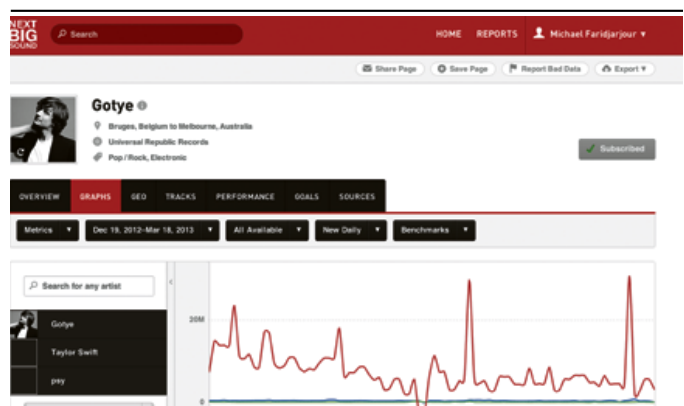 NEXT
BIG
SOUND
Search
HOME REPORTS Michael Faridjarjour ▾
Share Page Save Page Report Bad Data Export ▾
Gotye
Bruges, Belgium to Melbourne, Australia
Universal Republic Records
Pop / Rock, Electronic
Subscribed
OVERVIEW GRAPHS GEO TRACKS PERFORMANCE GOALS SOURCES
Metrics ▾ Dec 19, 2012-Mar 18, 2013 ▾ All Available ▾ New Daily ▾ Benchmarks ▾
Search for any artist
20M
Gotye
Taylor Swift
psy
0